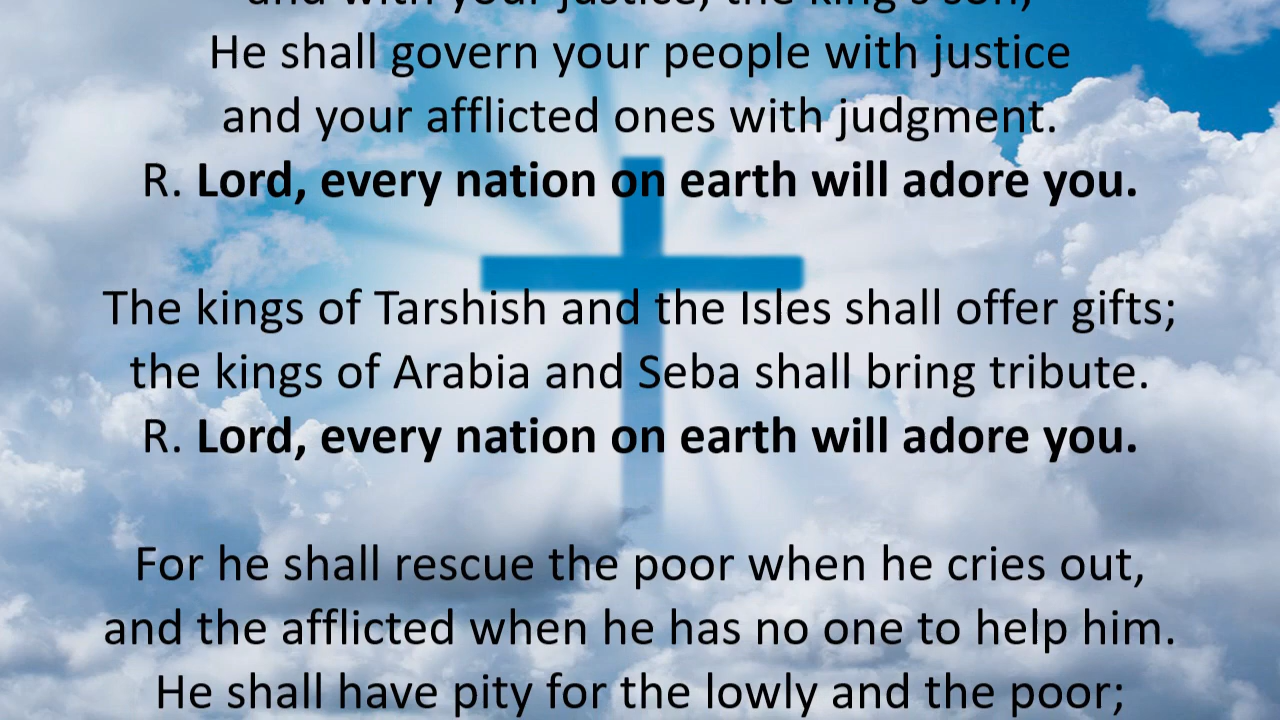 and with your justice, the king's son;
He shall govern your people with justice
and your afflicted ones with judgment.
R. Lord, every nation on earth will adore you.
The kings of Tarshish and the Isles shall offer gifts;
the kings of Arabia and Seba shall bring tribute.
R. Lord, every nation on earth will adore you.
For he shall rescue the poor when he cries out,
and the afflicted when he has no one to help him.
He shall have pity for the lowly and the poor;